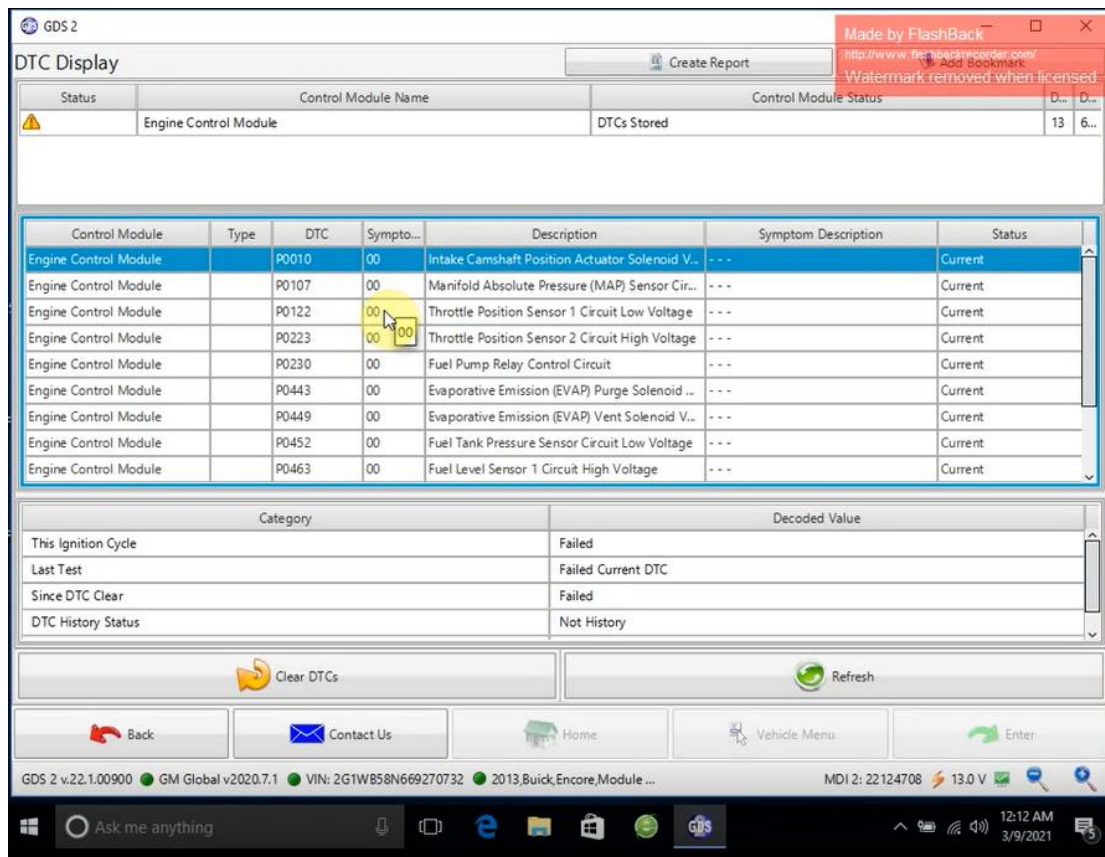 GDS 2
Made by FlashBack
http://www.flashbackrecorder.com/
Watermark removed when licensed
DTC Display
Create Report
Add Bookmark
Status Control Module Name Control Module Status D... D...
Engine Control Module DTCs Stored 13 6...
Control Module Type DTC Sympto... Description Symptom Description Status
Engine Control Module P0010 00 Intake Camshaft Position Actuator Solenoid V... - - - Current
Engine Control Module P0107 00 Manifold Absolute Pressure (MAP) Sensor Cir... - - - Current
Engine Control Module P0122 00 Throttle Position Sensor 1 Circuit Low Voltage - - - Current
00
Engine Control Module P0223 00 Throttle Position Sensor 2 Circuit High Voltage - - - Current
Engine Control Module P0230 00 Fuel Pump Relay Control Circuit - - - Current
Engine Control Module P0443 00 Evaporative Emission (EVAP) Purge Solenoid ... - - - Current
Engine Control Module P0449 00 Evaporative Emission (EVAP) Vent Solenoid V... - - - Current
Engine Control Module P0452 00 Fuel Tank Pressure Sensor Circuit Low Voltage - - - Current
Engine Control Module P0463 00 Fuel Level Sensor 1 Circuit High Voltage - - - Current
Category Decoded Value
This Ignition Cycle Failed
Last Test Failed Current DTC
Since DTC Clear Failed
DTC History Status Not History
Clear DTCs Refresh
Back Contact Us Home Vehicle Menu Enter
GDS 2 v.22.1.00900 GM Global v2020.7.1 VIN: 2G1WB58N669270732 2013,Buick,Encore,Module ... MDI 2: 22124708 13.0 V
Ask me anything GDS 12:12 AM
3/9/2021 5